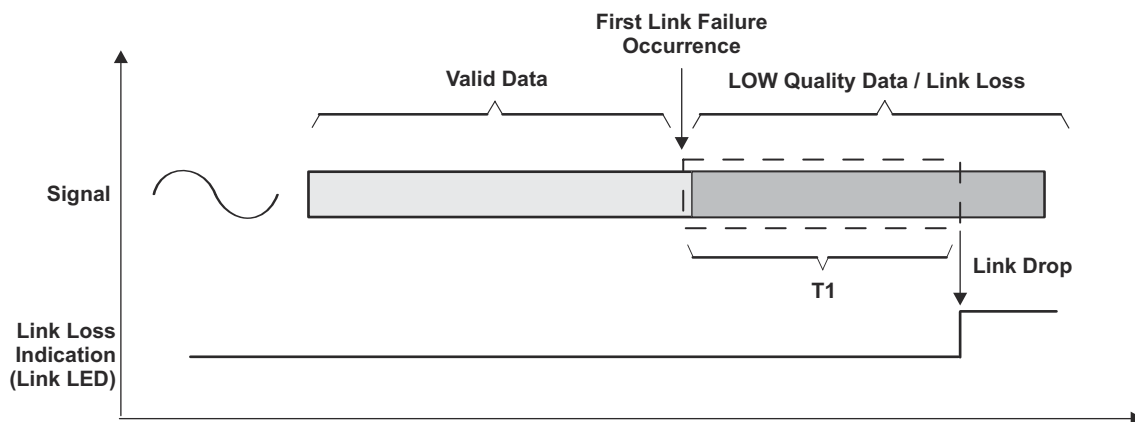 First Link Failure
Occurrence
Valid Data
LOW Quality Data / Link Loss
Signal
T1
Link Drop
Link Loss
Indication
(Link LED)